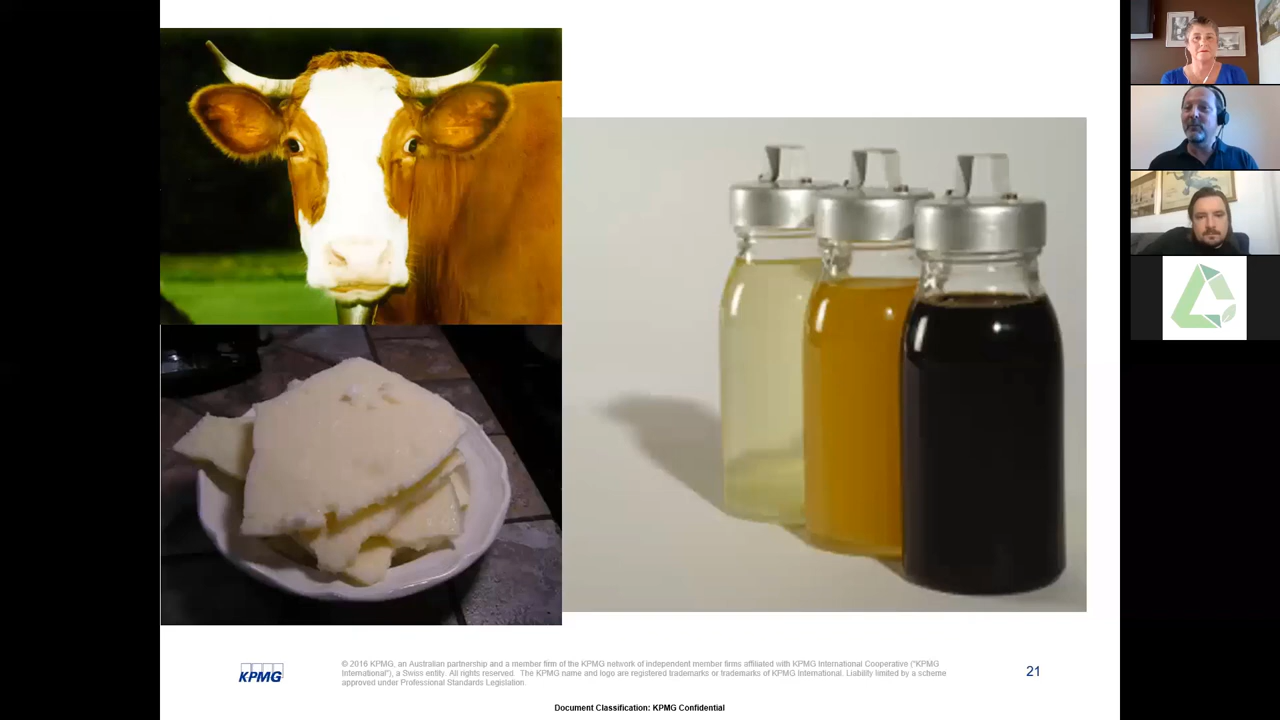 KPMG
© 2016 KPMG, an Australian partnership and a member firm of the KPMG network of independent member firms affiliated with KPMG International Cooperative ("KPMG
International"), a Swiss entity. All rights reserved. The KPMG name and logo are registered trademarks or trademarks of KPMG International. Liability limited by a scheme
approved under Professional Standards Legislation.
21
Document Classification: KPMG Confidential